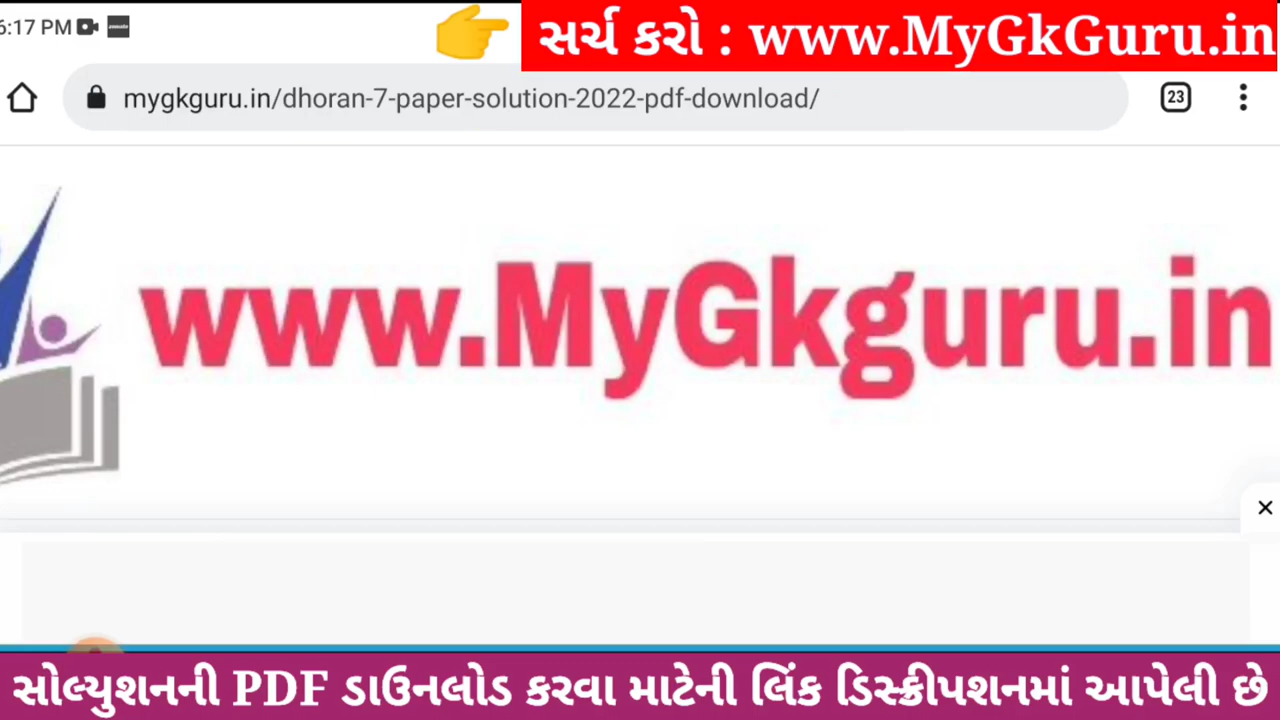 6:17 PM
સર્ચ કરો : www.MyGkGuru.in
mygkguru.in/dhoran-7-paper-solution-2022-pdf-download/
23
www.MyGkguru.in
સોલ્યુશનની PDF ડાઉનલોડ કરવા માટેની લિંક ડિસ્ક્રીપશનમાં આપેલી છે